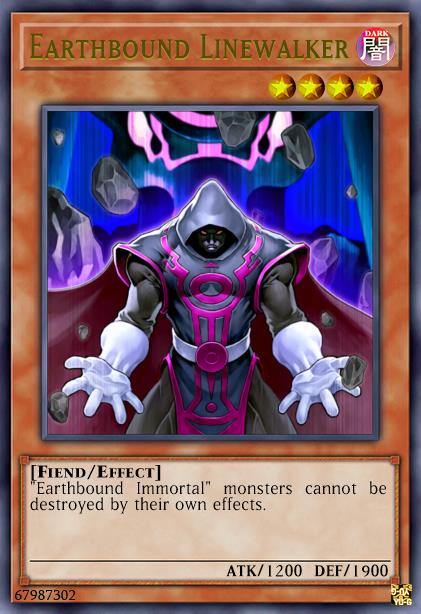 Earthbound Linewalker
DARK
闇
[Fiend/Effect]
"Earthbound Immortal" monsters cannot be
destroyed by their own effects.
ATK/1200 DEF/1900
67987302